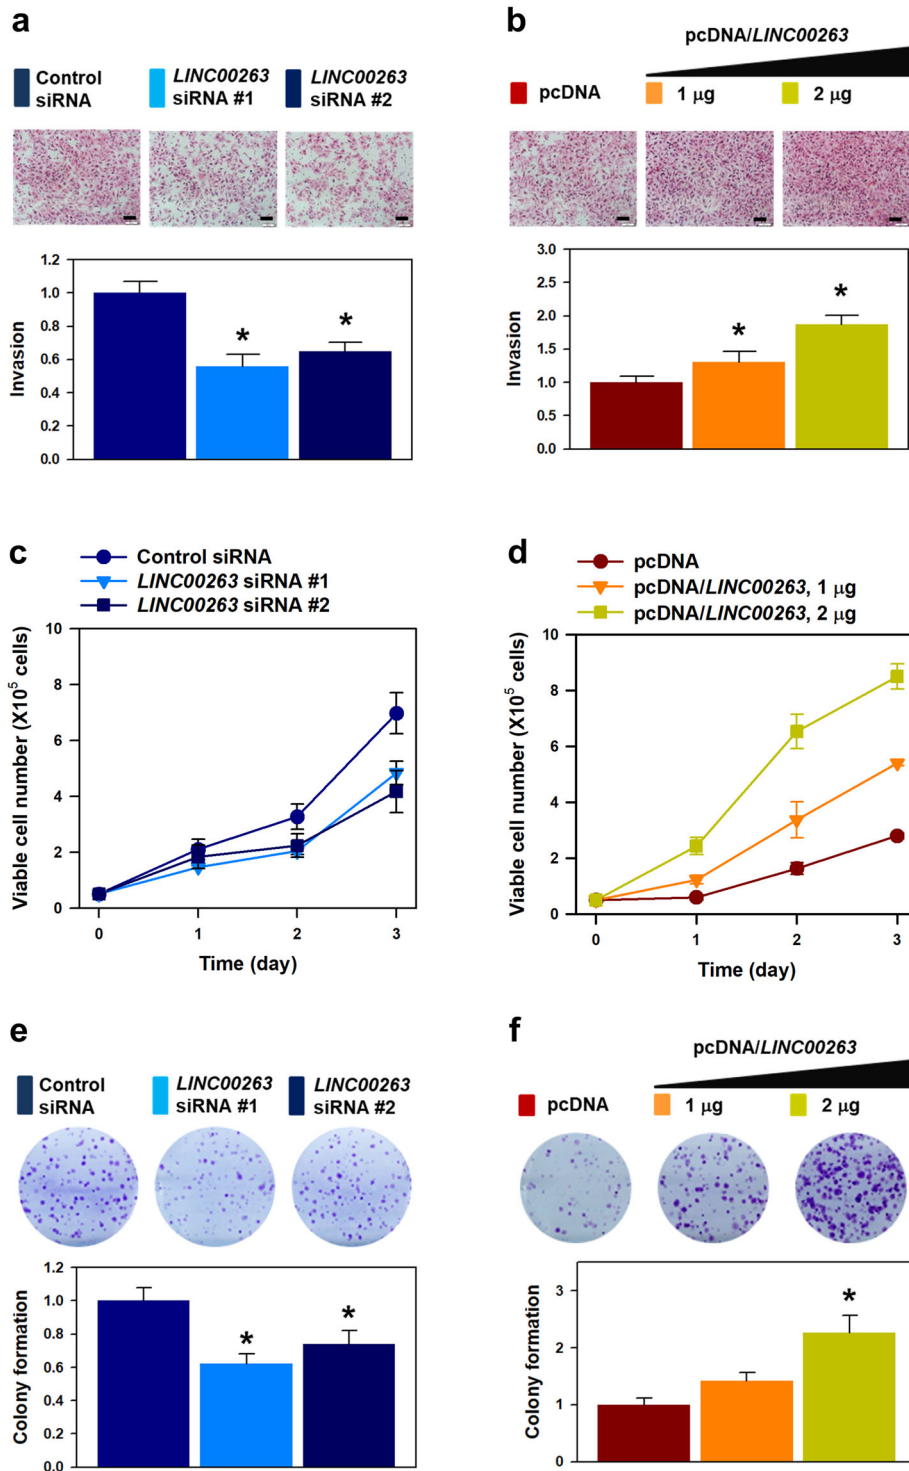 a
Control
siRNA
LINC00263
siRNA #1
LINC00263
siRNA #2
1.2
1.0
0.8
0.6
0.4
0.2
0.0
Invasion
*
*
b
pcDNA/LINC00263
pcDNA
1 μg
2 μg
3.0
2.5
2.0
1.5
1.0
0.5
0.0
Invasion
*
*
c
Control siRNA
LINC00263 siRNA #1
LINC00263 siRNA #2
10
8
6
4
2
0
Viable cell number (X10⁵ cells)
0 1 2 3
Time (day)
d
pcDNA
pcDNA/LINC00263, 1 μg
pcDNA/LINC00263, 2 μg
10
8
6
4
2
0
Viable cell number (X10⁵ cells)
0 1 2 3
Time (day)
e
Control
siRNA
LINC00263
siRNA #1
LINC00263
siRNA #2
1.2
1.0
0.8
0.6
0.4
0.2
0.0
Colony formation
*
*
f
pcDNA/LINC00263
pcDNA
1 μg
2 μg
3
2
1
0
Colony formation
*